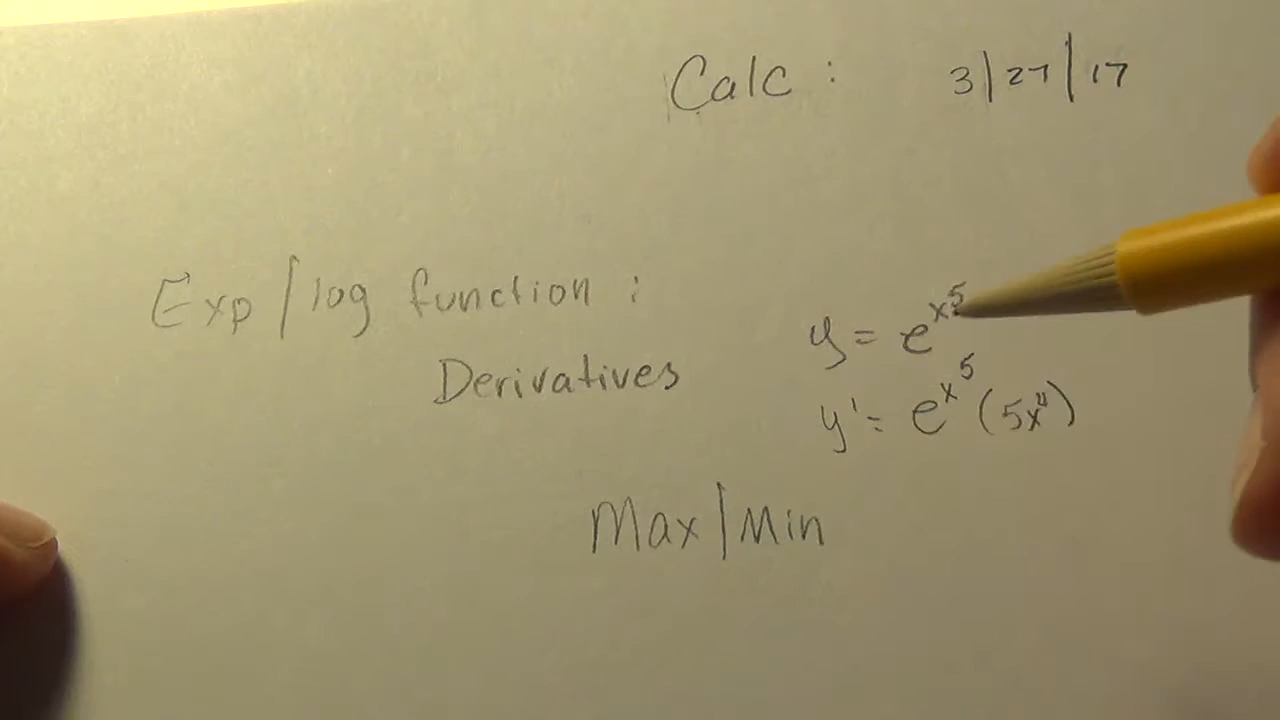 Calc : 3/27/17
Exp/log function :
Derivatives
y = e^x^5
y' = e^x^5 (5x^4)
Max/Min